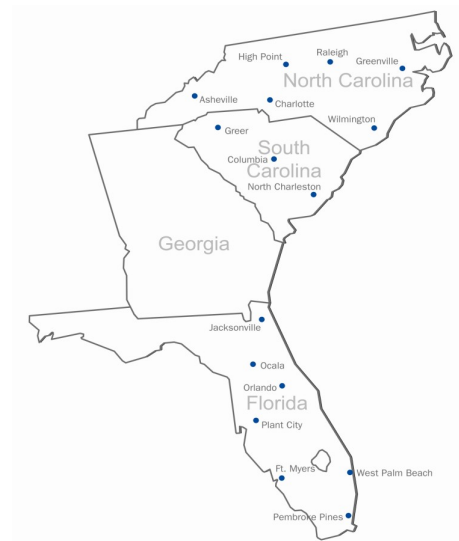 Raleigh
High Point
Greenville
North Carolina
Asheville
Charlotte
Wilmington
Greer
South
Columbia
Carolina
North Charleston
Georgia
Jacksonville
Ocala
Orlando
Florida
Plant City
Ft. Myers
West Palm Beach
Pembroke Pines